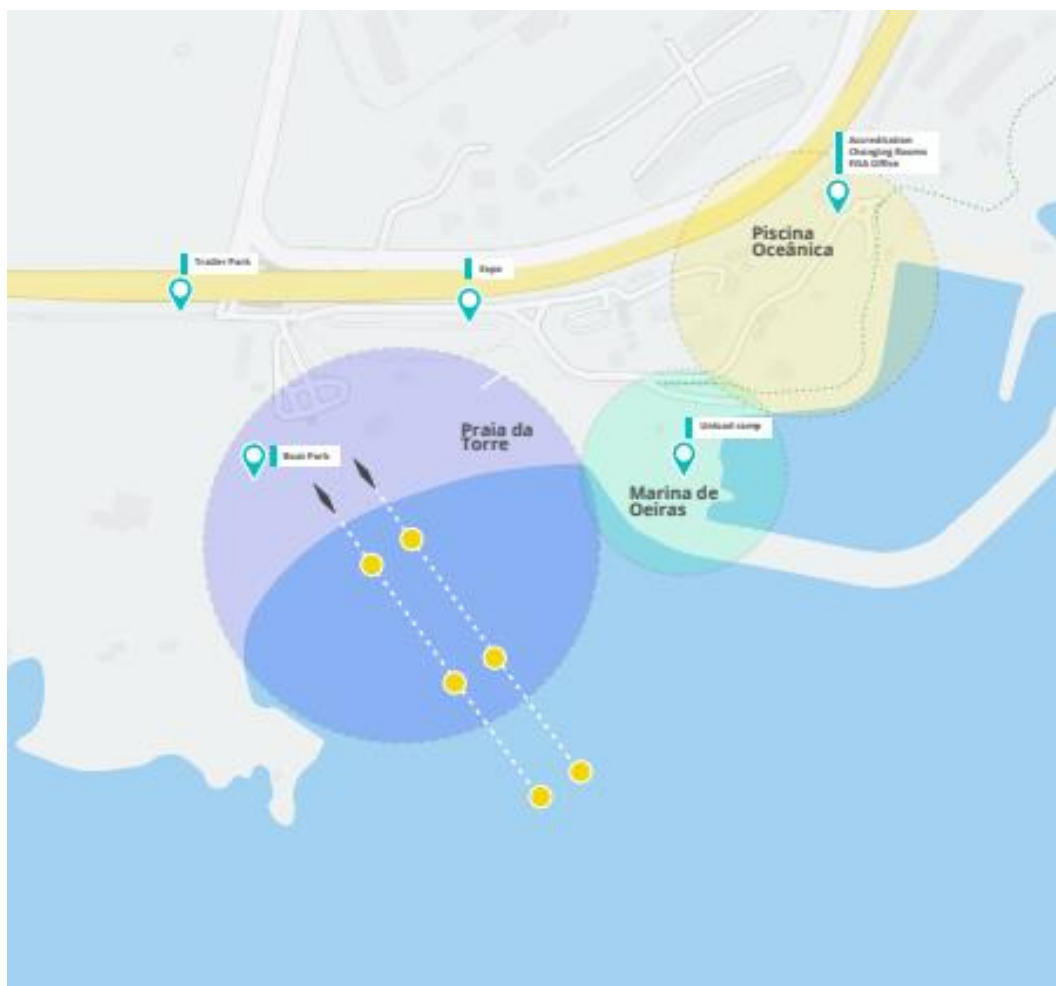 Accreditation
Changing Rooms
FISA Office
Piscina
Oceânica
Trailer Park
Expo
Praia da
Torre
Unload ramp
Boat Park
Marina de
Oeiras